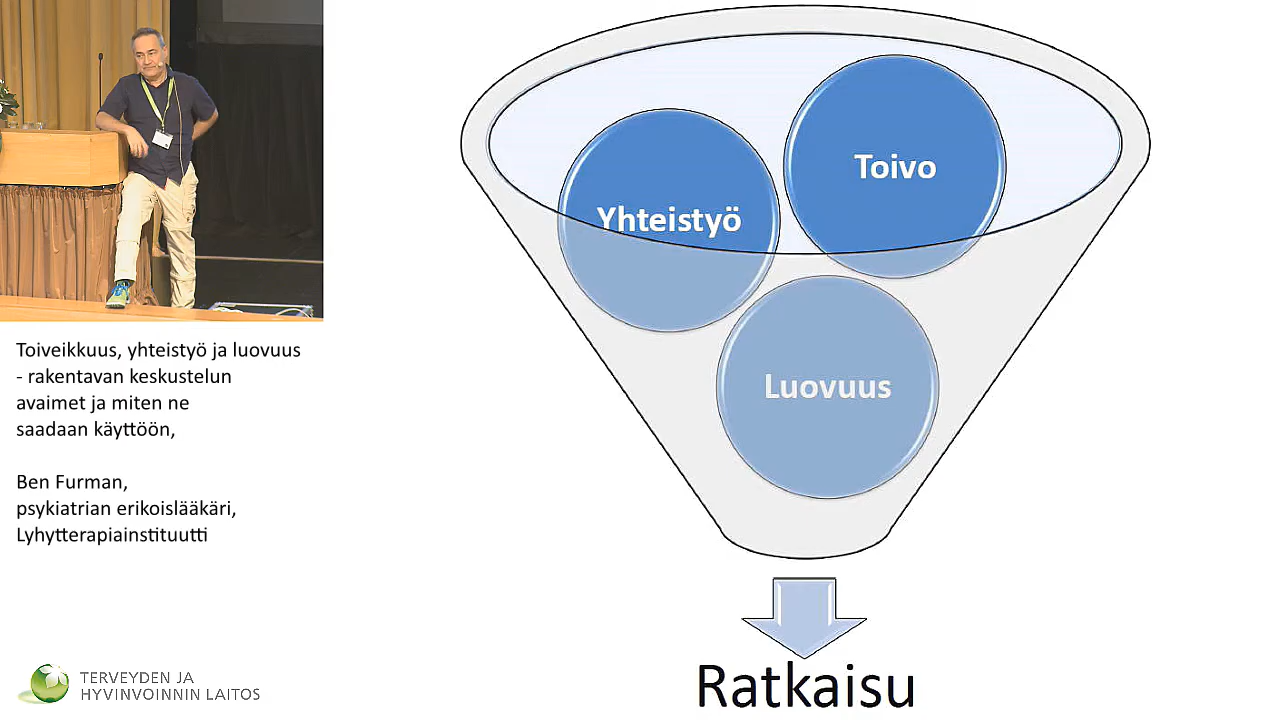 Toiveikkuus, yhteistyö ja luovuus
- rakentavan keskustelun
avaimet ja miten ne
saadaan käyttöön,
Ben Furman,
psykiatrian erikoislääkäri,
Lyhytterapiainstituutti
TERVEYDEN JA
HYVINVOINNIN LAITOS
Toivo
Yhteistyö
Luovuus
Ratkaisu